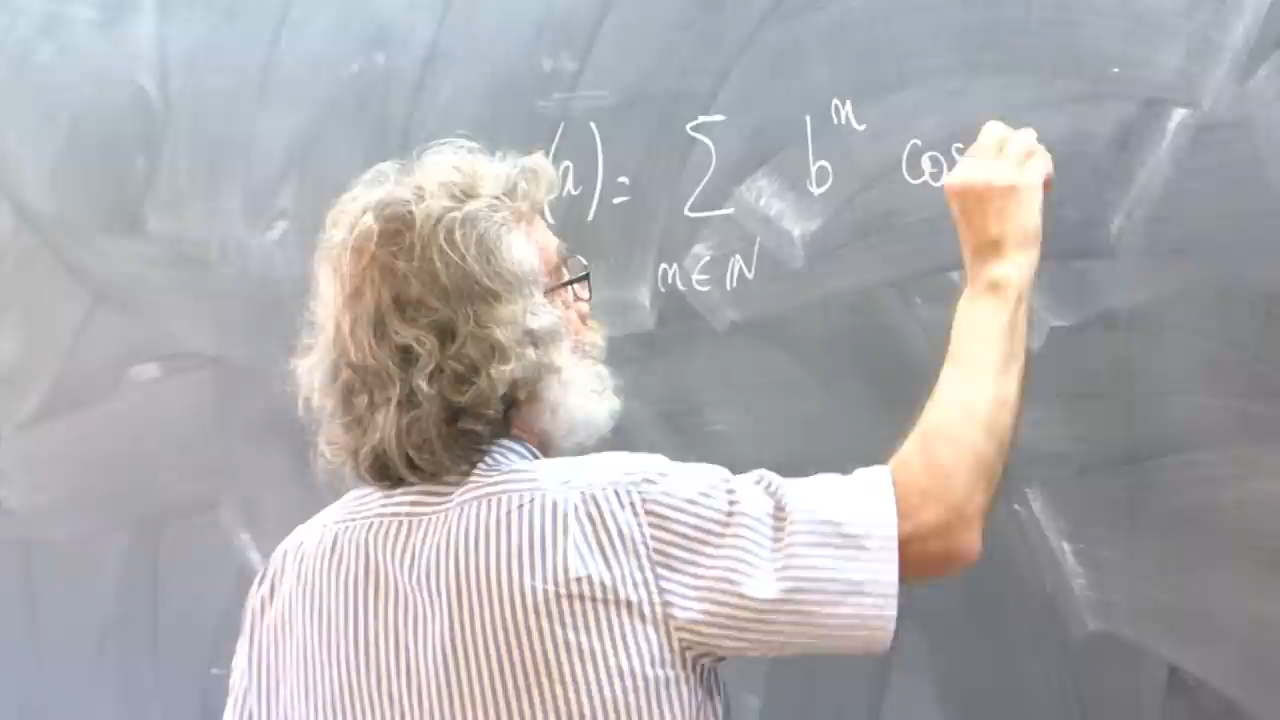 (x) = ∑ bⁿ cos
n ∈ ℕ